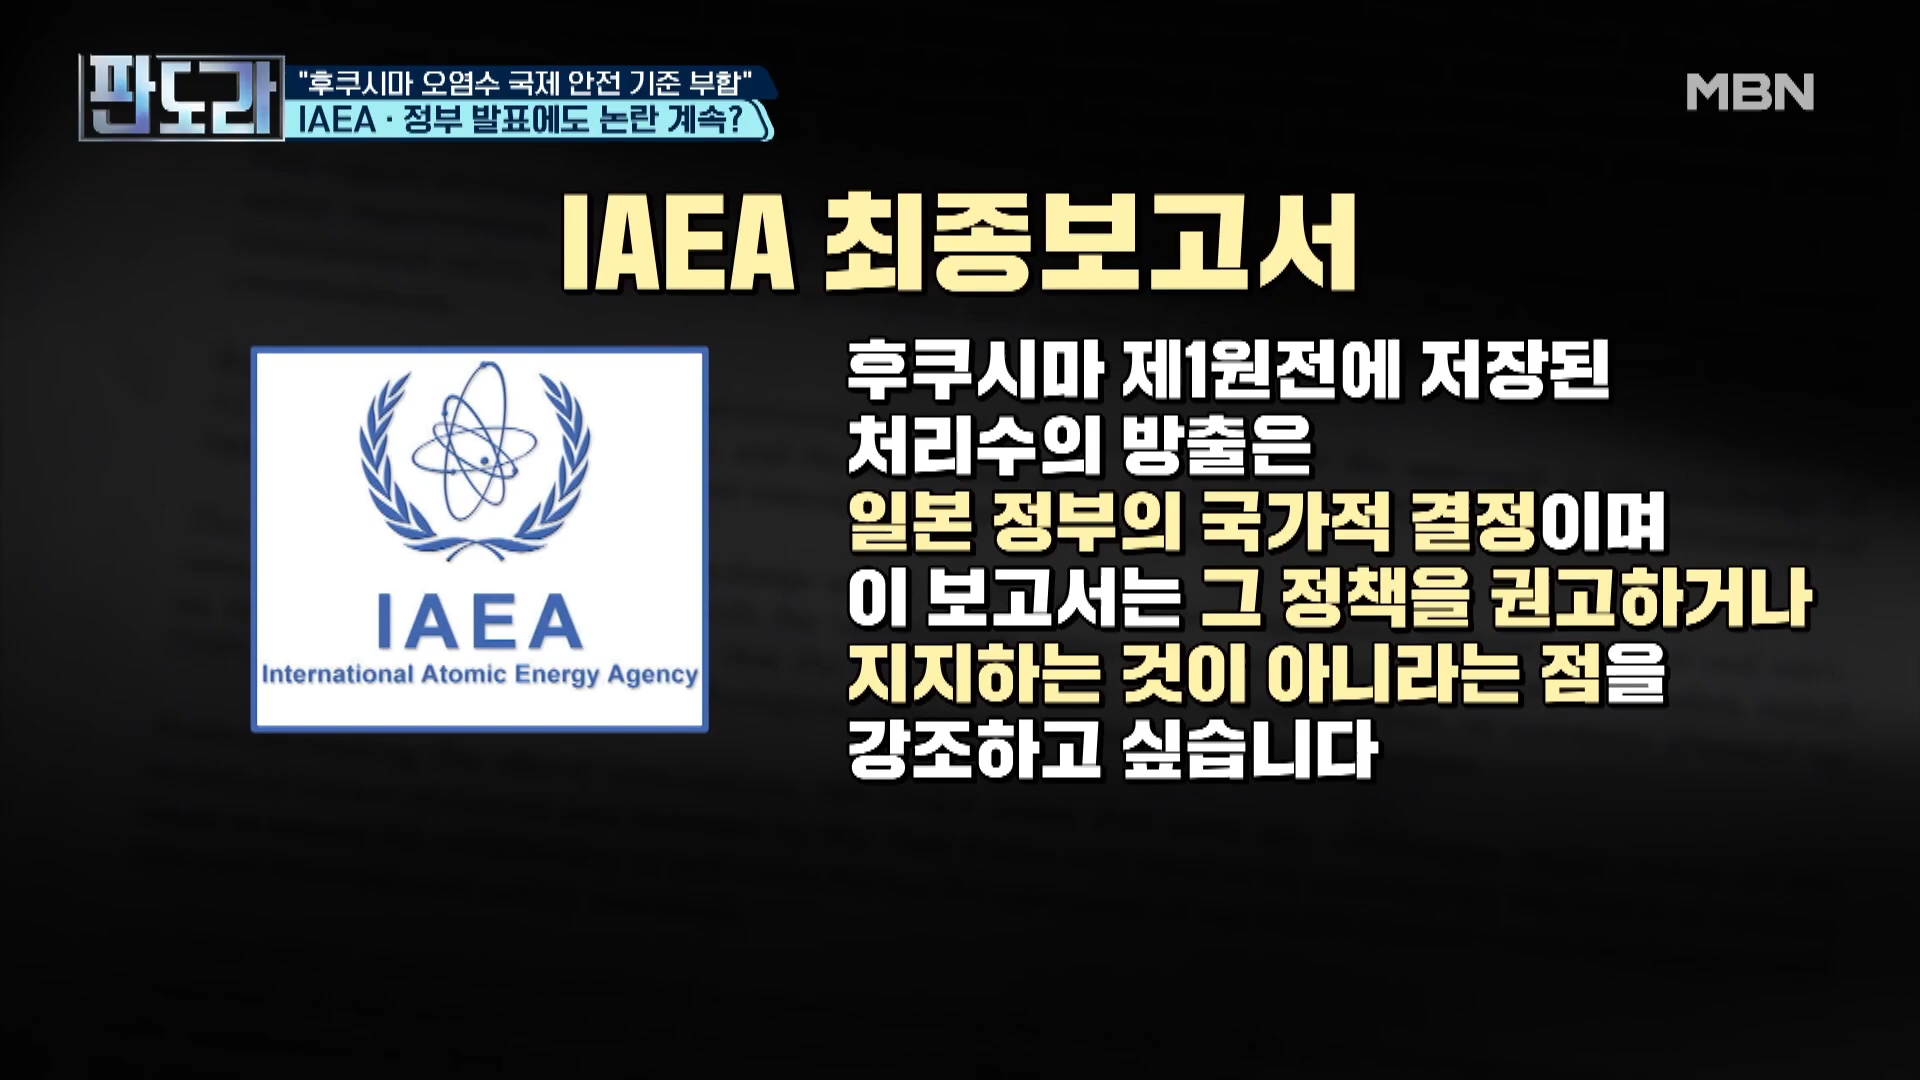 판도라
"후쿠시마 오염수 국제 안전 기준 부합"
IAEA · 정부 발표에도 논란 계속?
MBN
IAEA 최종보고서
IAEA
International Atomic Energy Agency
후쿠시마 제1원전에 저장된
처리수의 방출은
일본 정부의 국가적 결정이며
이 보고서는 그 정책을 권고하거나
지지하는 것이 아니라는 점을
강조하고 싶습니다